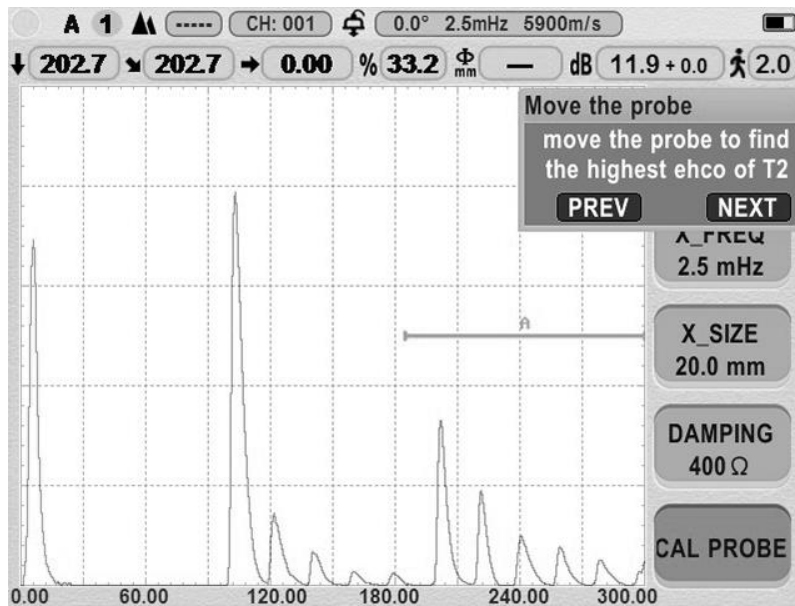 A 1 ----- CH: 001 0.0° 2.5mHz 5900m/s
202.7 202.7 0.00 % 33.2 Φ mm — dB 11.9 + 0.0 2.0
Move the probe
move the probe to find
the highest ehco of T2
PREV NEXT
X_FREQ
2.5 mHz
A
X_SIZE
20.0 mm
DAMPING
400 Ω
CAL PROBE
0.00 60.00 120.00 180.00 240.00 300.00